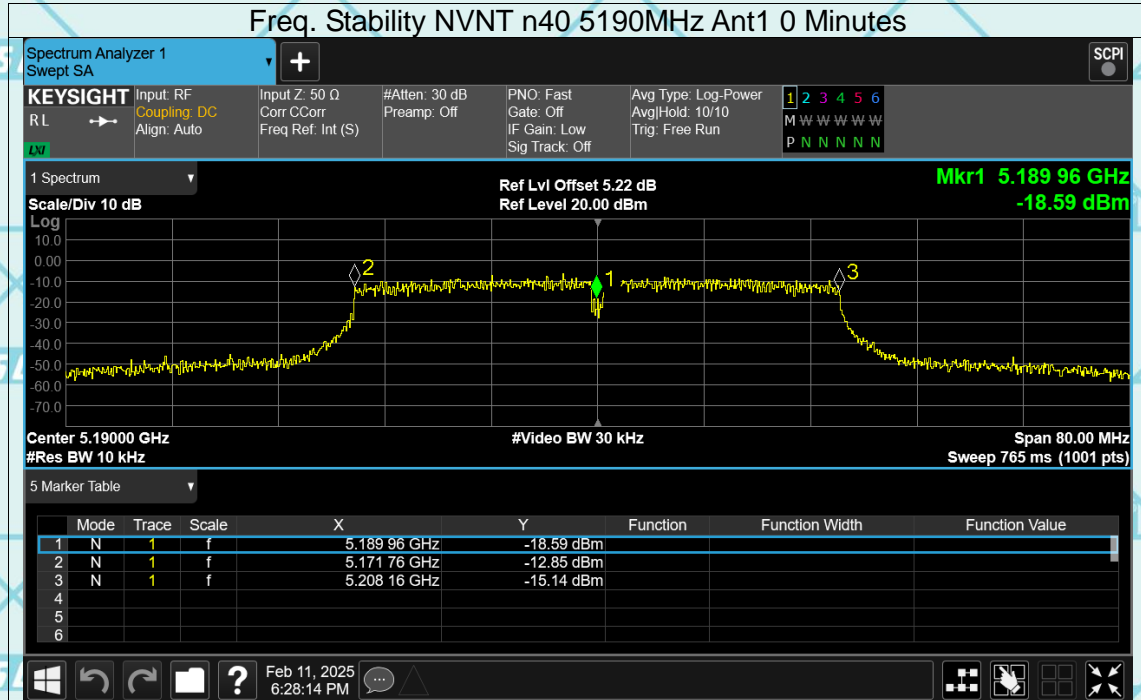 Freq. Stability NVNT n40 5190MHz Ant1 0 Minutes
Spectrum Analyzer 1
Swept SA
SCPI
KEYSIGHT
RL
LXI
Input: RF
Coupling: DC
Align: Auto
Input Z: 50 Ω
Corr CCorr
Freq Ref: Int (S)
#Atten: 30 dB
Preamp: Off
PNO: Fast
Gate: Off
IF Gain: Low
Sig Track: Off
Avg Type: Log-Power
Avg|Hold: 10/10
Trig: Free Run
1 2 3 4 5 6
M W W W W W
P N N N N N
1 Spectrum
Scale/Div 10 dB
Ref Lvl Offset 5.22 dB
Ref Level 20.00 dBm
Mkr1 5.189 96 GHz
-18.59 dBm
Log
10.0
0.00
-10.0
-20.0
-30.0
-40.0
-50.0
-60.0
-70.0
2
1
3
Center 5.19000 GHz
#Res BW 10 kHz
#Video BW 30 kHz
Span 80.00 MHz
Sweep 765 ms (1001 pts)
5 Marker Table
Mode Trace Scale X Y Function Function Width Function Value
1 N 1 f 5.189 96 GHz -18.59 dBm
2 N 1 f 5.171 76 GHz -12.85 dBm
3 N 1 f 5.208 16 GHz -15.14 dBm
4
5
6
?
Feb 11, 2025
6:28:14 PM